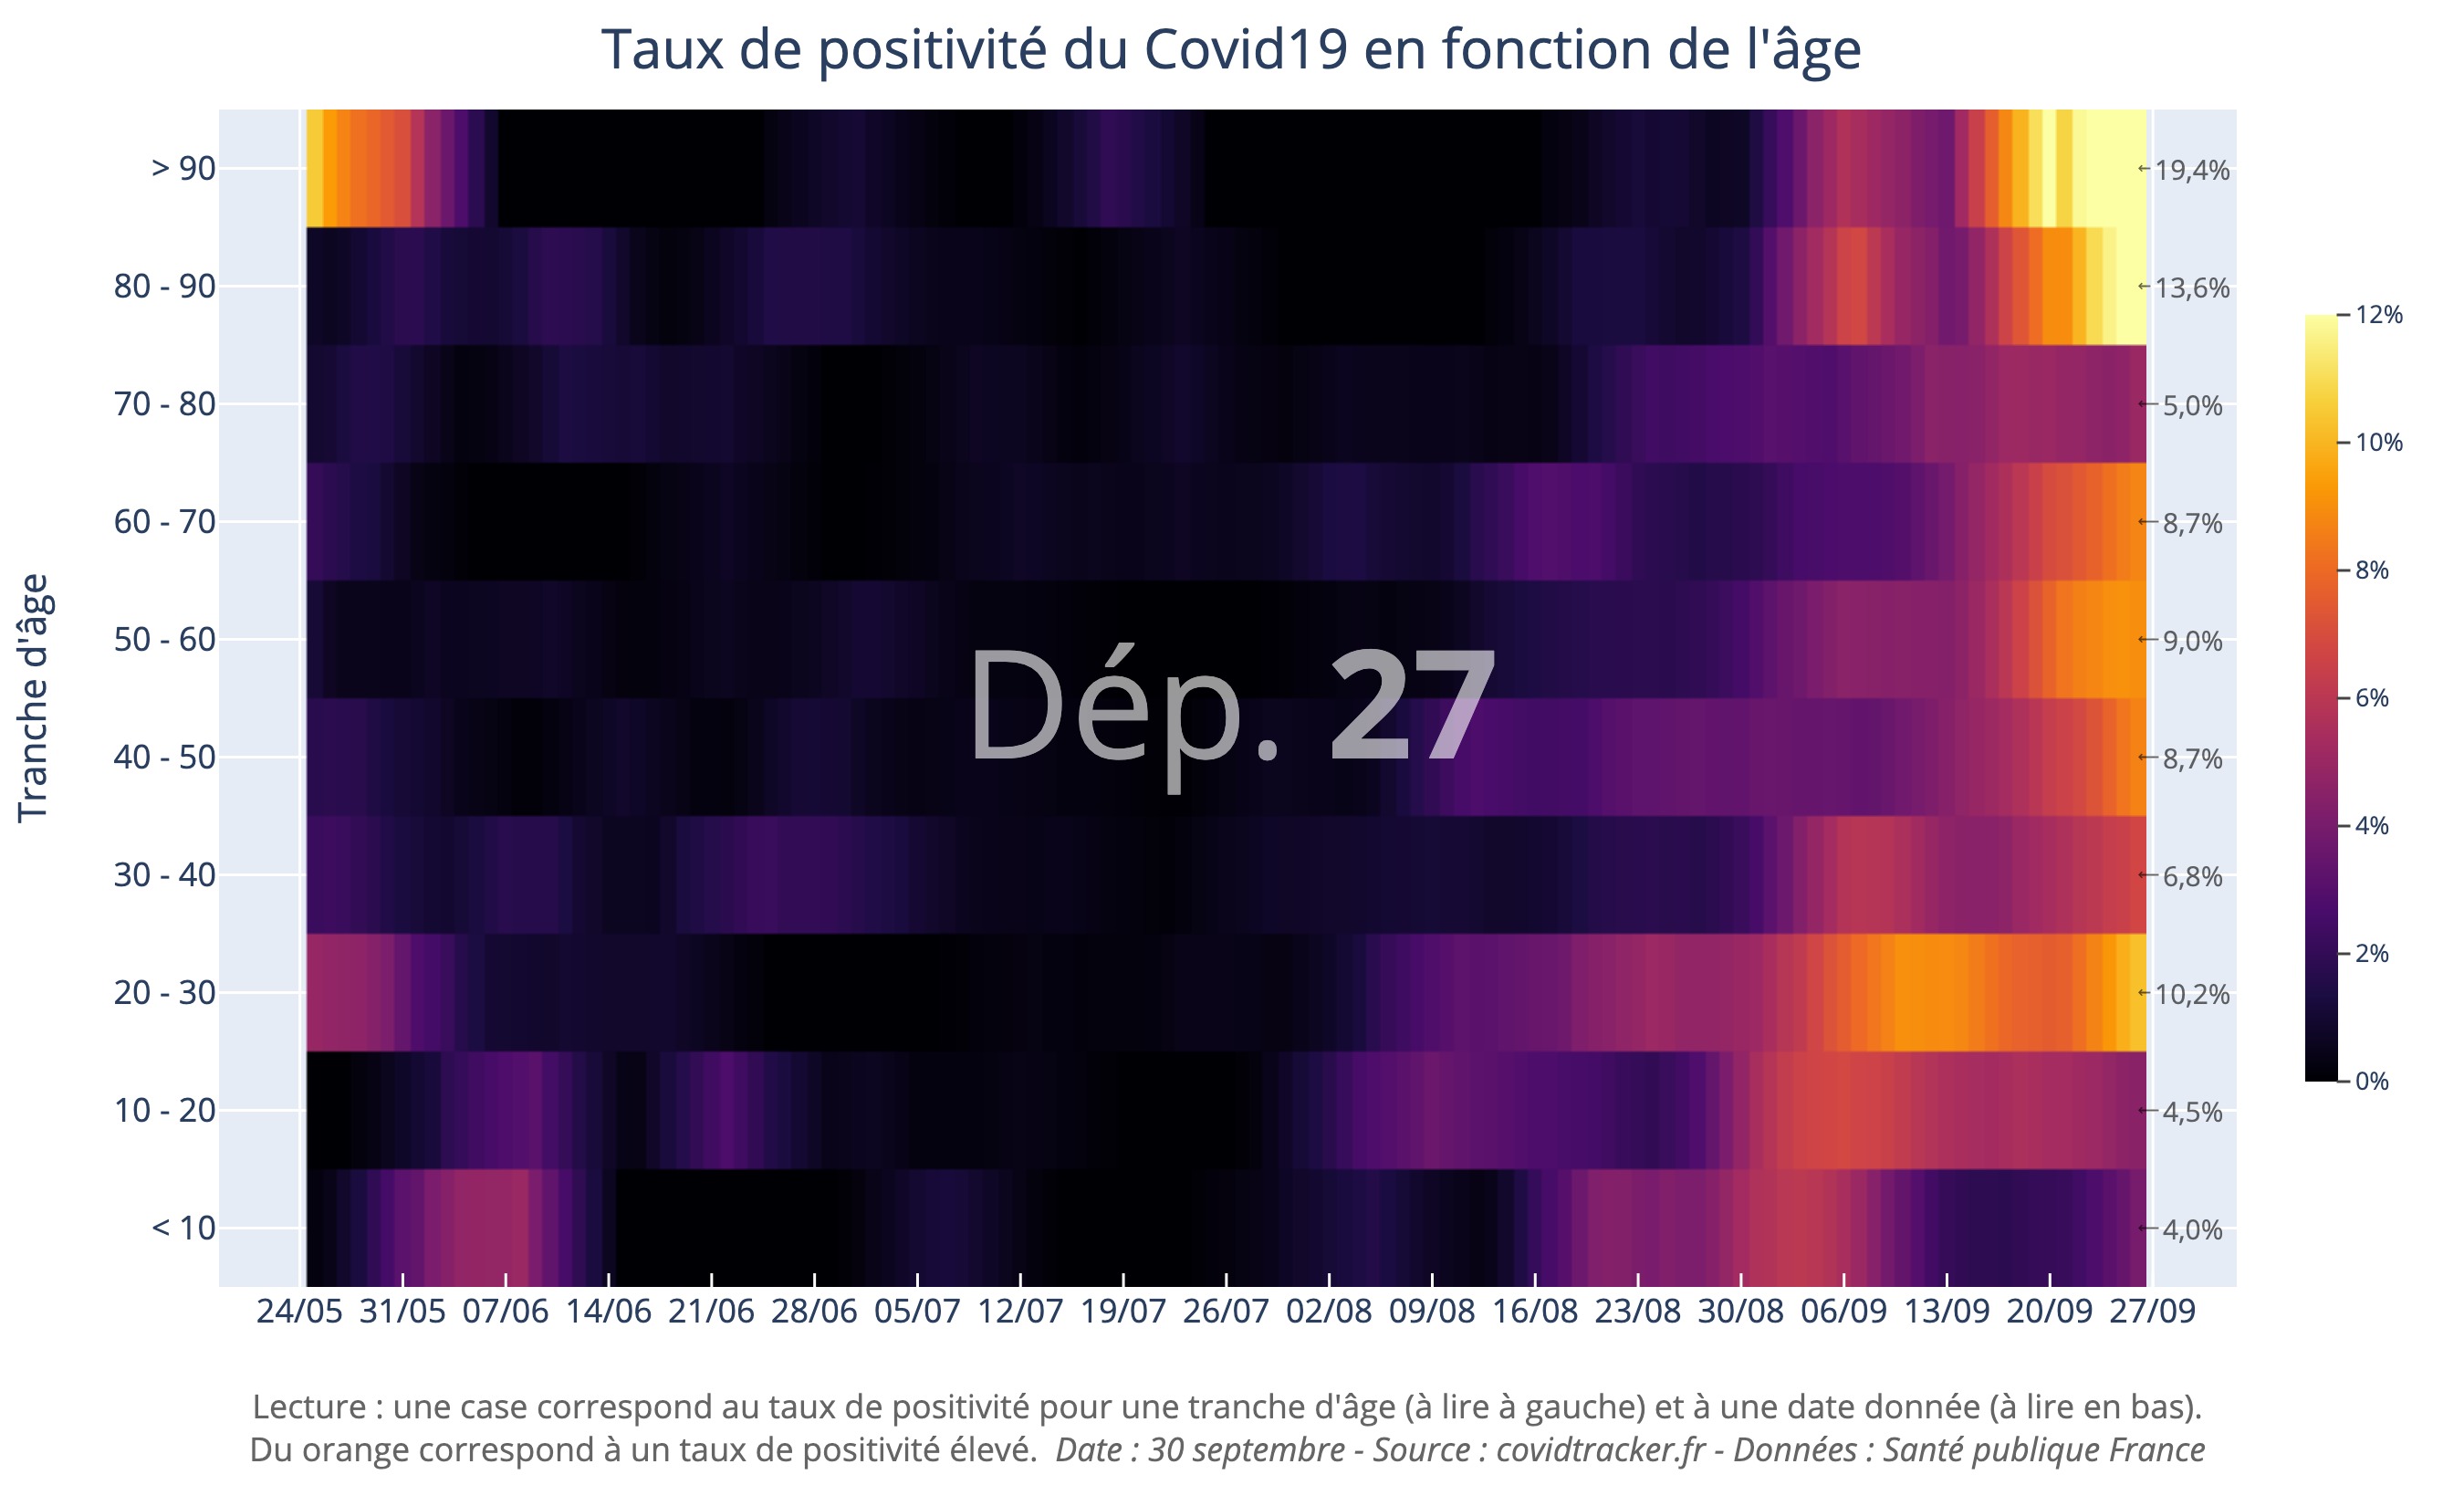 Taux de positivité du Covid19 en fonction de l'âge
Tranche d'âge
> 90
80 - 90
70 - 80
60 - 70
50 - 60
40 - 50
30 - 40
20 - 30
10 - 20
< 10
Dép. 27
←19,4%
←13,6%
←5,0%
←8,7%
←9,0%
←8,7%
←6,8%
←10,2%
←4,5%
←4,0%
12%
10%
8%
6%
4%
2%
0%
24/05 31/05 07/06 14/06 21/06 28/06 05/07 12/07 19/07 26/07 02/08 09/08 16/08 23/08 30/08 06/09 13/09 20/09 27/09
Lecture : une case correspond au taux de positivité pour une tranche d'âge (à lire à gauche) et à une date donnée (à lire en bas).
Du orange correspond à un taux de positivité élevé. Date : 30 septembre - Source : covidtracker.fr - Données : Santé publique France